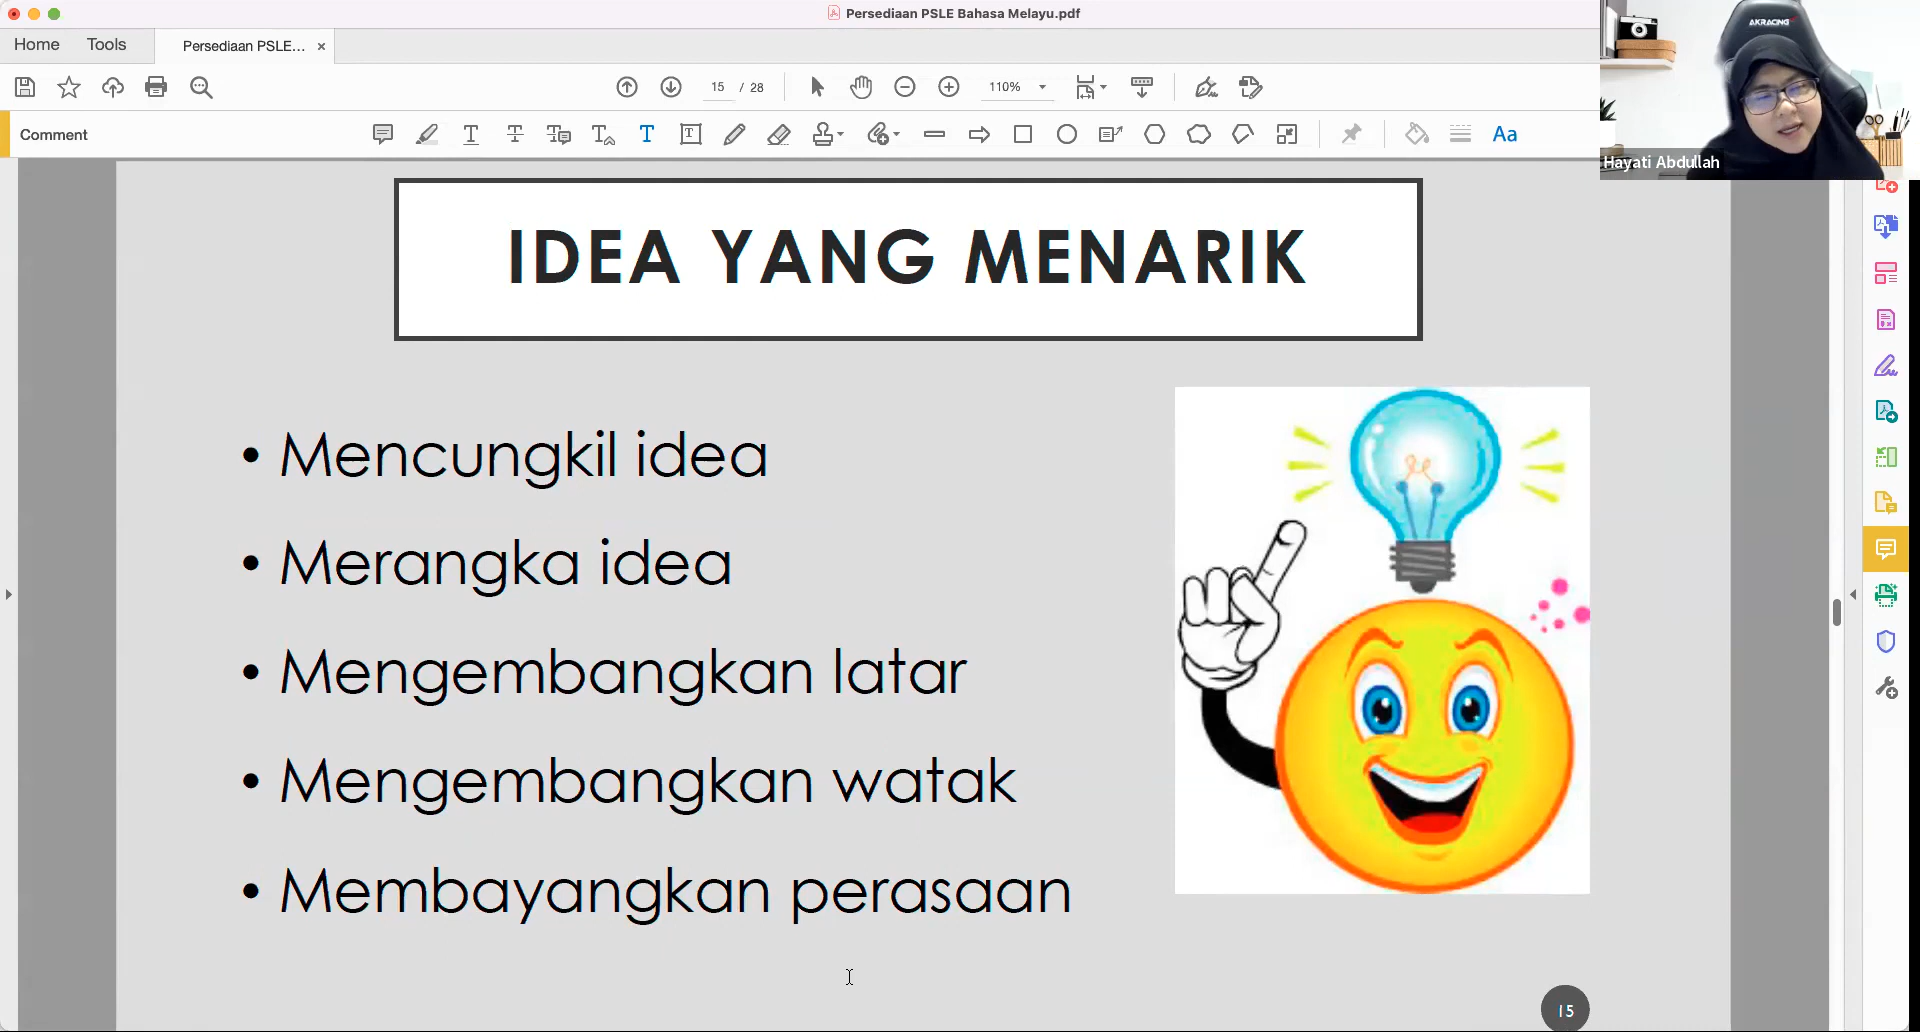 Persediaan PSLE Bahasa Melayu.pdf
Home
Tools
Persediaan PSLE...
15 / 28
110%
Comment
Aa
AKRACING
Hayati Abdullah
IDEA YANG MENARIK
• Mencungkil idea
• Merangka idea
• Mengembangkan latar
• Mengembangkan watak
• Membayangkan perasaan
15